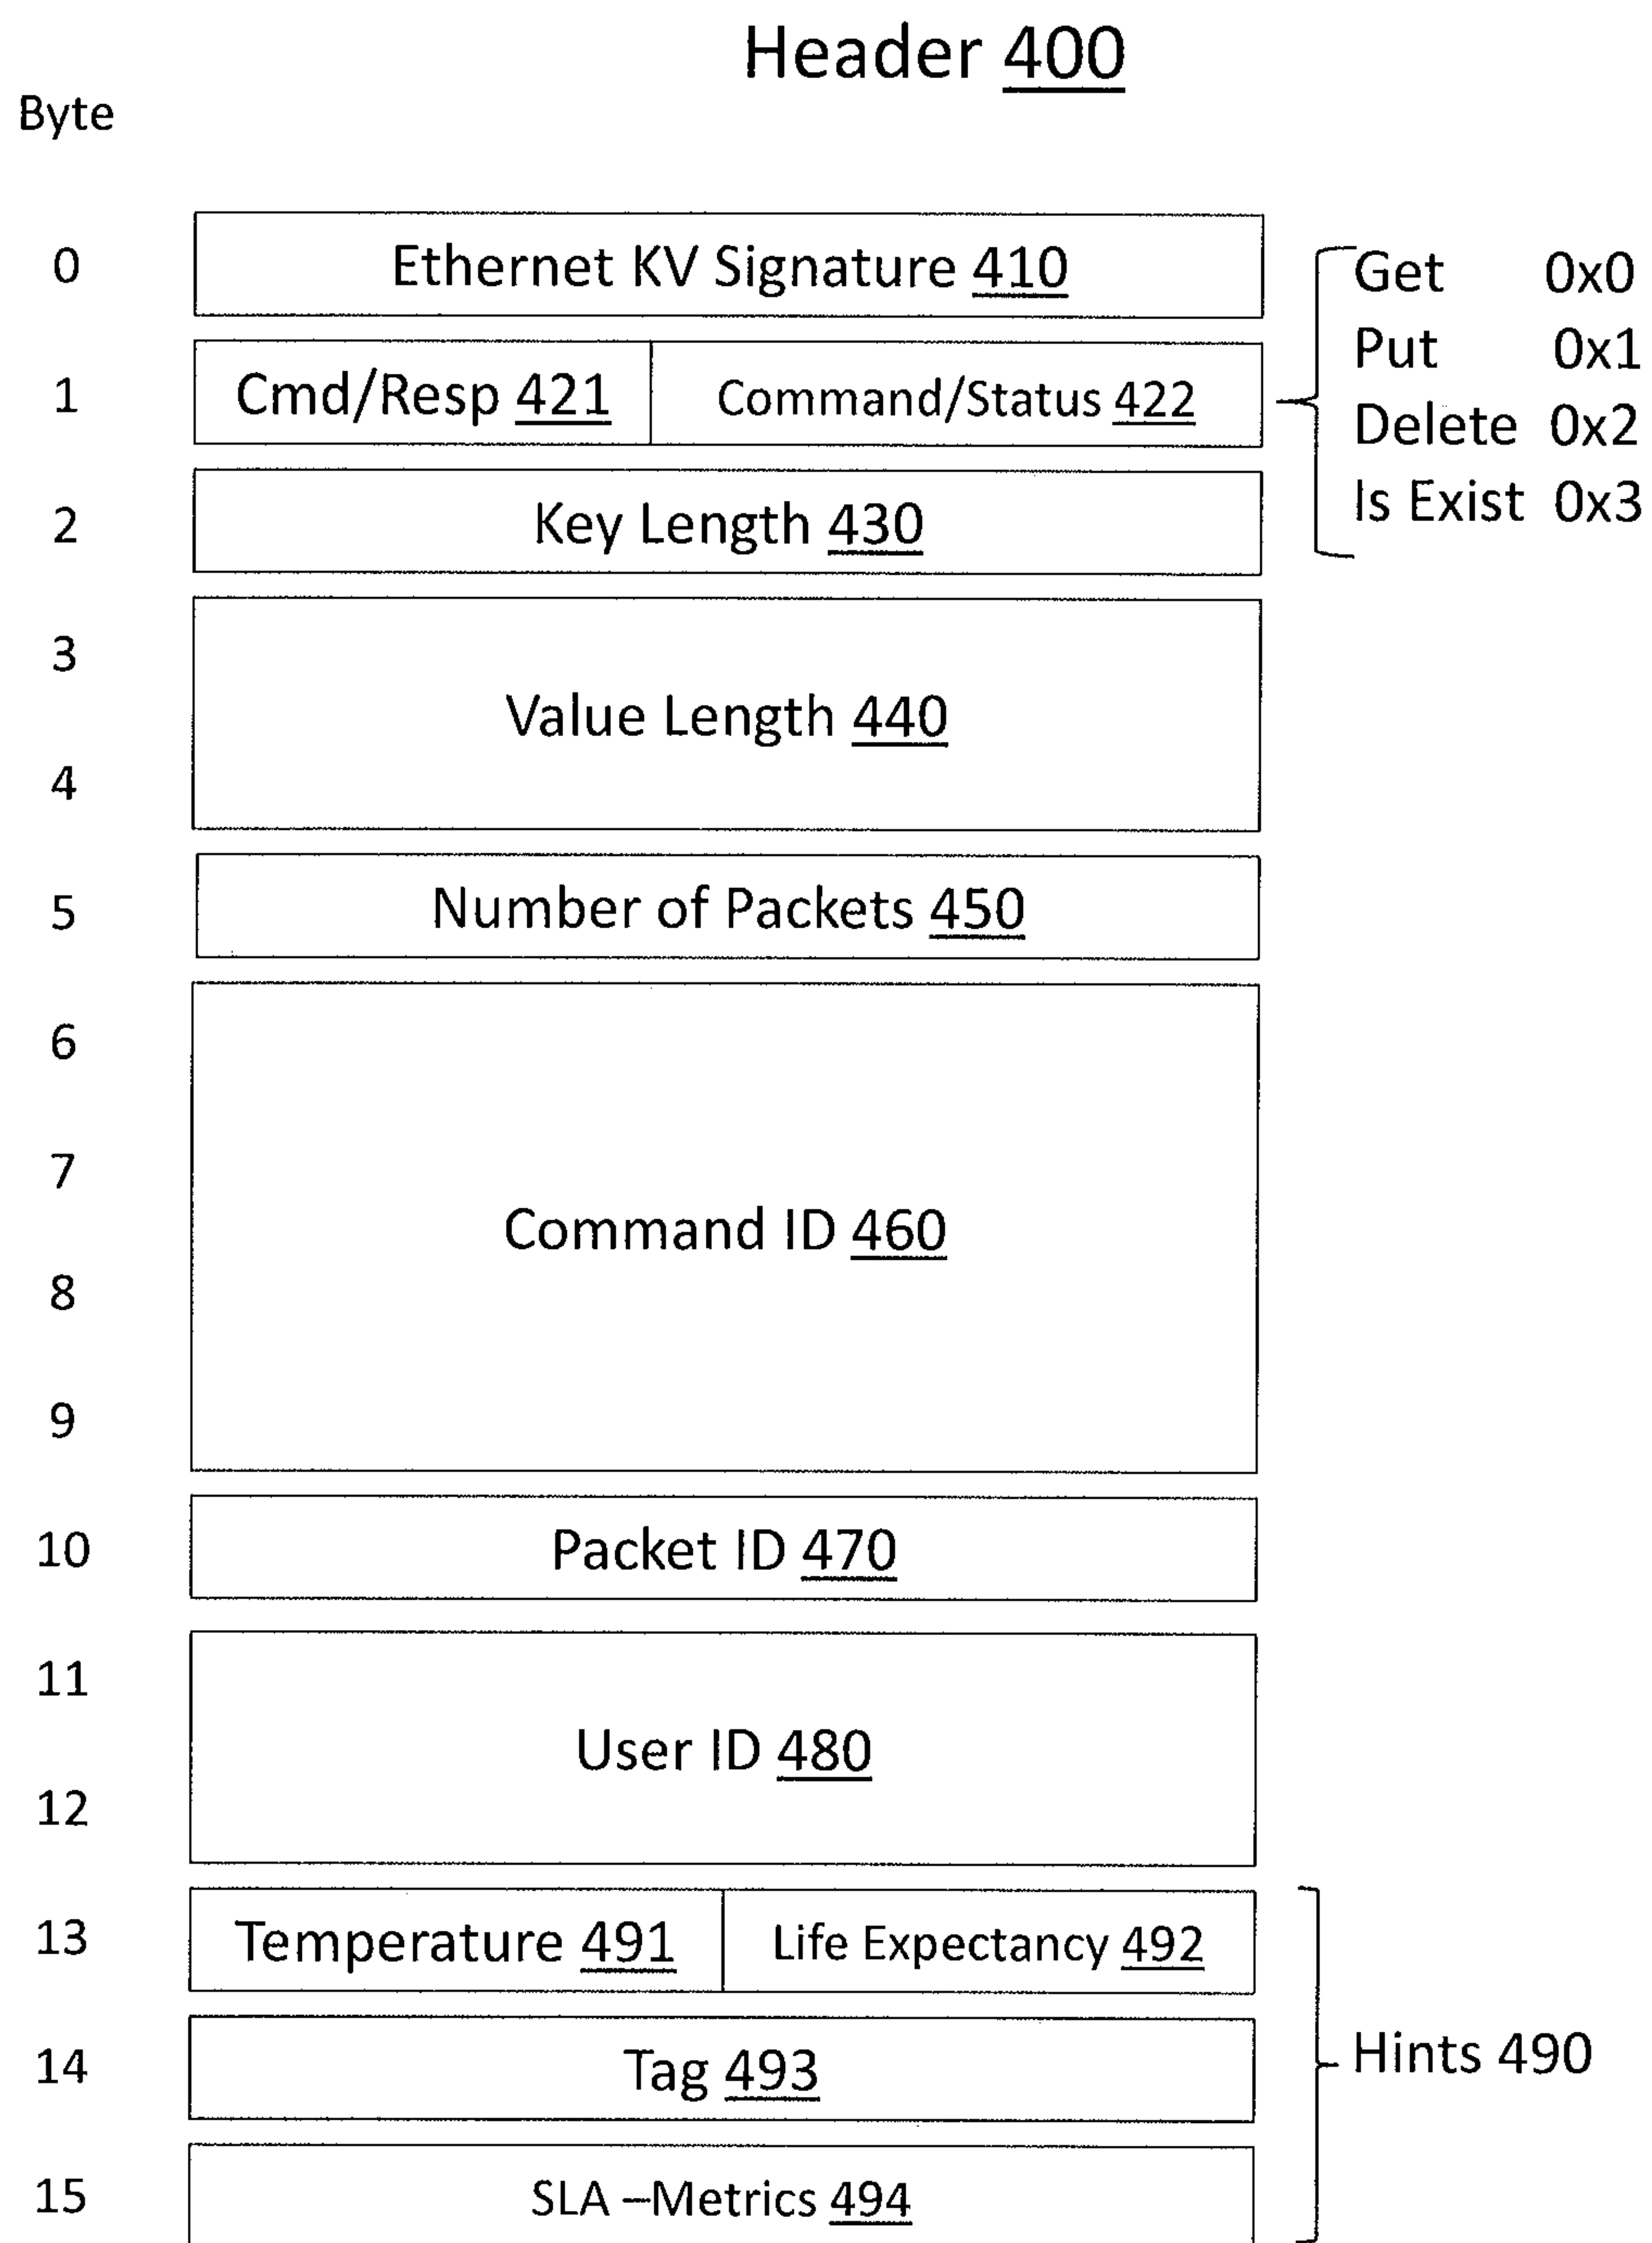 Header 400
Byte
0 Ethernet KV Signature 410
Get 0x0
Put 0x1
1 Cmd/Resp 421 Command/Status 422
Delete 0x2
Is Exist 0x3
2 Key Length 430
3
Value Length 440
4
5 Number of Packets 450
6
7
Command ID 460
8
9
10 Packet ID 470
11
User ID 480
12
13 Temperature 491 Life Expectancy 492
14 Tag 493
Hints 490
15 SLA –Metrics 494